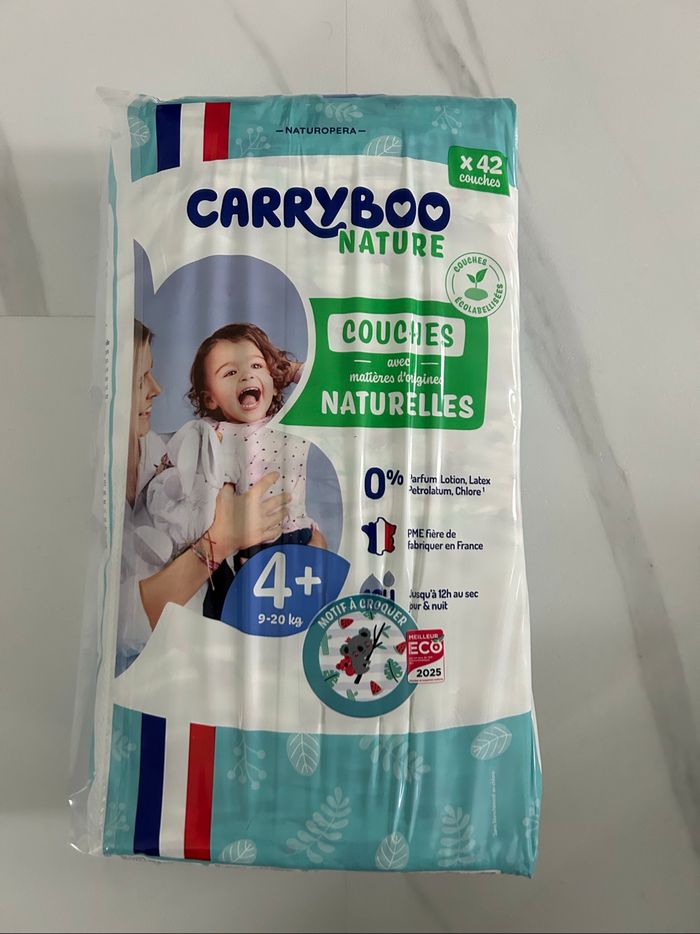 NATUROPERA
x 42
couches
CARRYBOO
NATURE
COUCHES
ÉCOLABELLISÉES
COUCHES
avec
matières d'origine
NATURELLES
0%
Parfum, Lotion, Latex
Petrolatum, Chlore¹
PME fière de
fabriquer en France
4+
9-20 kg
Jusqu'à 12h au sec
jour & nuit
MOTIF À CROQUER
MEILLEUR
ECO
2025